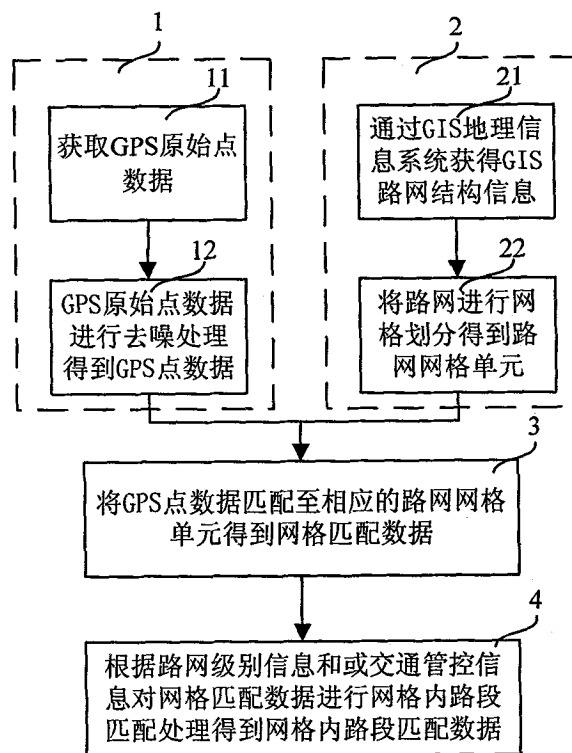 1
11
获取GPS原始点
数据
12
GPS原始点数据
进行去噪处理
得到GPS点数据
2
21
通过GIS地理信
息系统获得GIS
路网结构信息
22
将路网进行网
格划分得到路
网网格单元
3
将GPS点数据匹配至相应的路网网格
单元得到网格匹配数据
4
根据路网级别信息和或交通管控信
息对网格匹配数据进行网格内路段
匹配处理得到网格内路段匹配数据